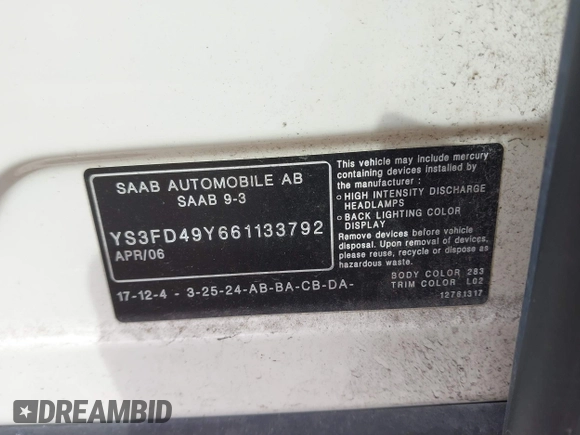 SAAB AUTOMOBILE AB
SAAB 9-3
YS3FD49Y661133792
APR/06
17-12-4 - 3-25-24-AB-BA-CB-DA-
This vehicle may include mercury
containing devices installed by
the manufacturer :
o HIGH INTENSITY DISCHARGE
HEADLAMPS
o BACK LIGHTING COLOR
DISPLAY
Remove devices before vehicle
disposal. Upon removal of devices,
please reuse, recycle or dispose as
hazardous waste.
BODY COLOR 283
TRIM COLOR L02
12781317
DREAMBID